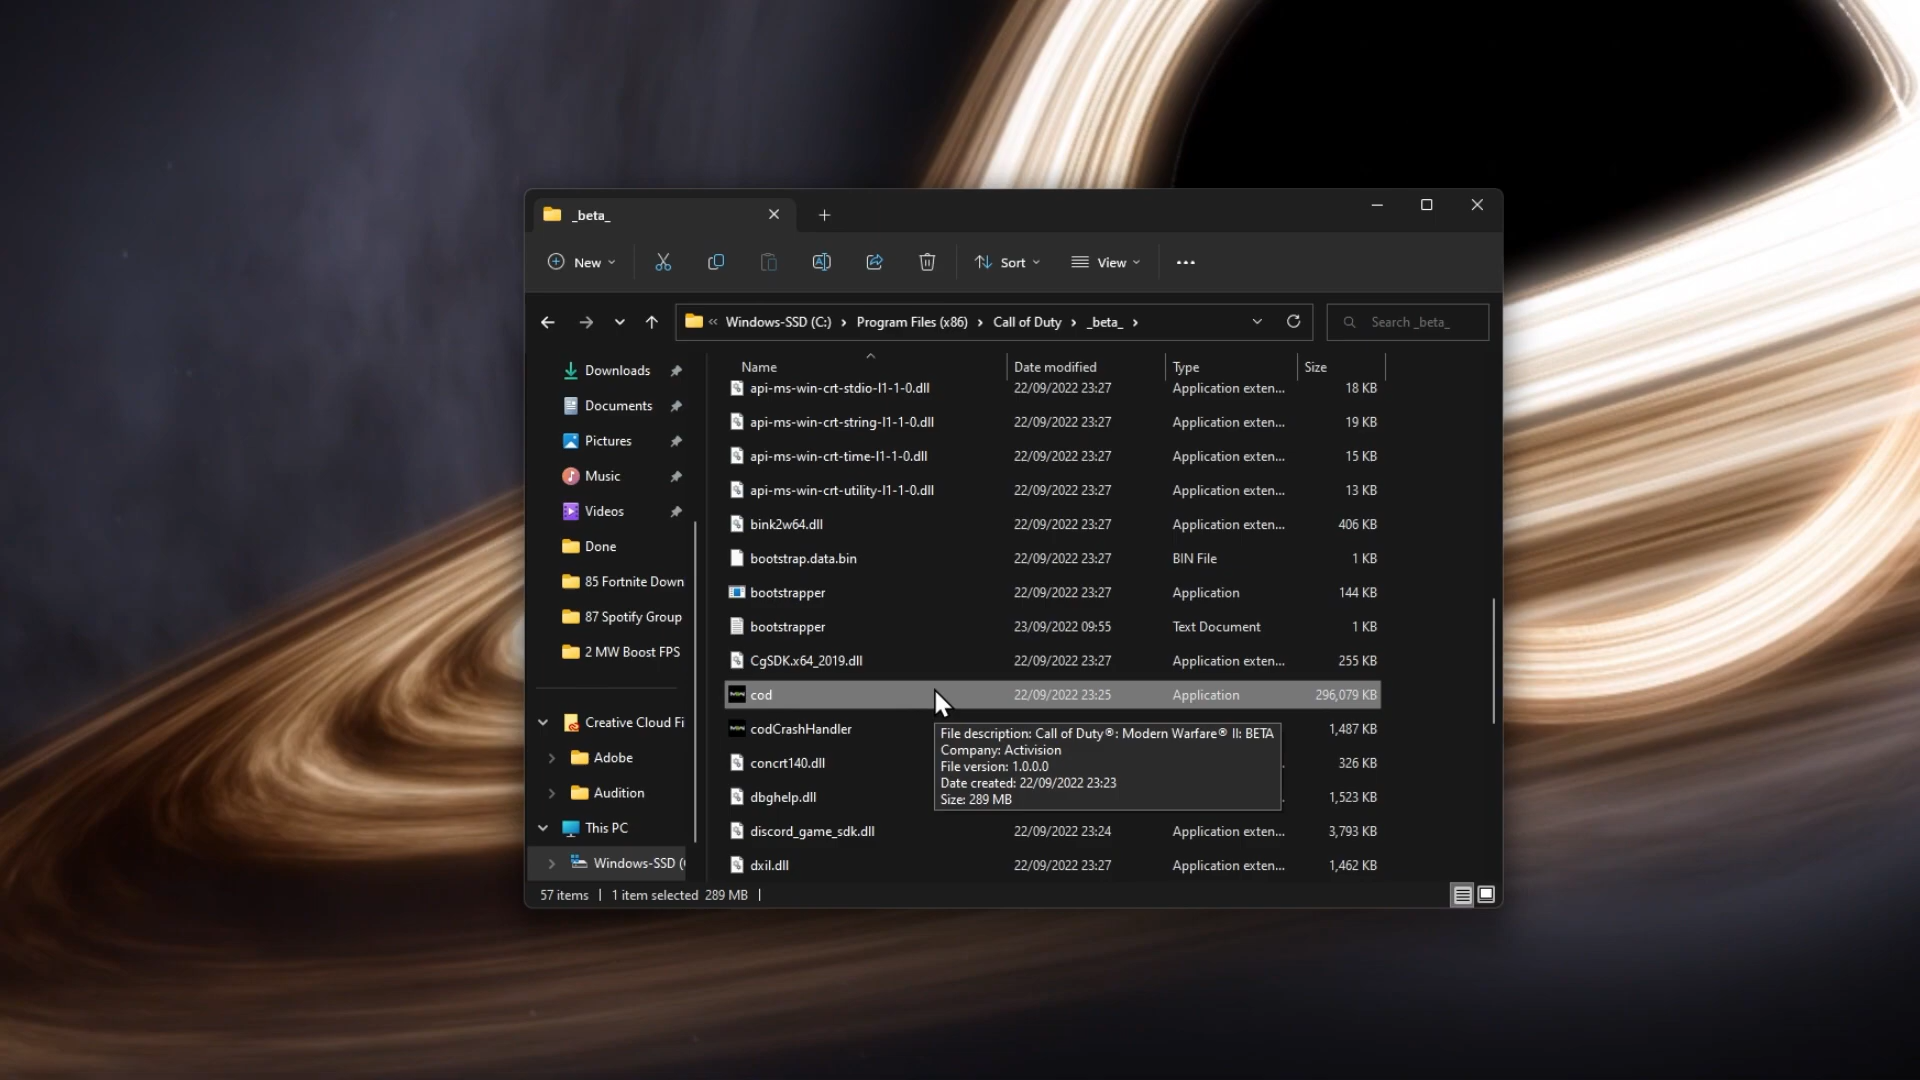 _beta_
New
Sort
View
« Windows-SSD (C:) › Program Files (x86) › Call of Duty › _beta_ ›
Search _beta_
Downloads
Documents
Pictures
Music
Videos
Done
85 Fortnite Down
87 Spotify Group
2 MW Boost FPS
Creative Cloud Fi
Adobe
Audition
This PC
Windows-SSD (
Name Date modified Type Size
api-ms-win-crt-stdio-l1-1-0.dll 22/09/2022 23:27 Application exten... 18 KB
api-ms-win-crt-string-l1-1-0.dll 22/09/2022 23:27 Application exten... 19 KB
api-ms-win-crt-time-l1-1-0.dll 22/09/2022 23:27 Application exten... 15 KB
api-ms-win-crt-utility-l1-1-0.dll 22/09/2022 23:27 Application exten... 13 KB
bink2w64.dll 22/09/2022 23:27 Application exten... 406 KB
bootstrap.data.bin 22/09/2022 23:27 BIN File 1 KB
bootstrapper 22/09/2022 23:27 Application 144 KB
bootstrapper 23/09/2022 09:55 Text Document 1 KB
CgSDK.x64_2019.dll 22/09/2022 23:27 Application exten... 255 KB
cod 22/09/2022 23:25 Application 296,079 KB
codCrashHandler 1,487 KB
concrt140.dll 326 KB
dbghelp.dll 1,523 KB
discord_game_sdk.dll 22/09/2022 23:24 Application exten... 3,793 KB
dxil.dll 22/09/2022 23:27 Application exten... 1,462 KB
File description: Call of Duty®: Modern Warfare® II: BETA
Company: Activision
File version: 1.0.0.0
Date created: 22/09/2022 23:23
Size: 289 MB
57 items | 1 item selected 289 MB |